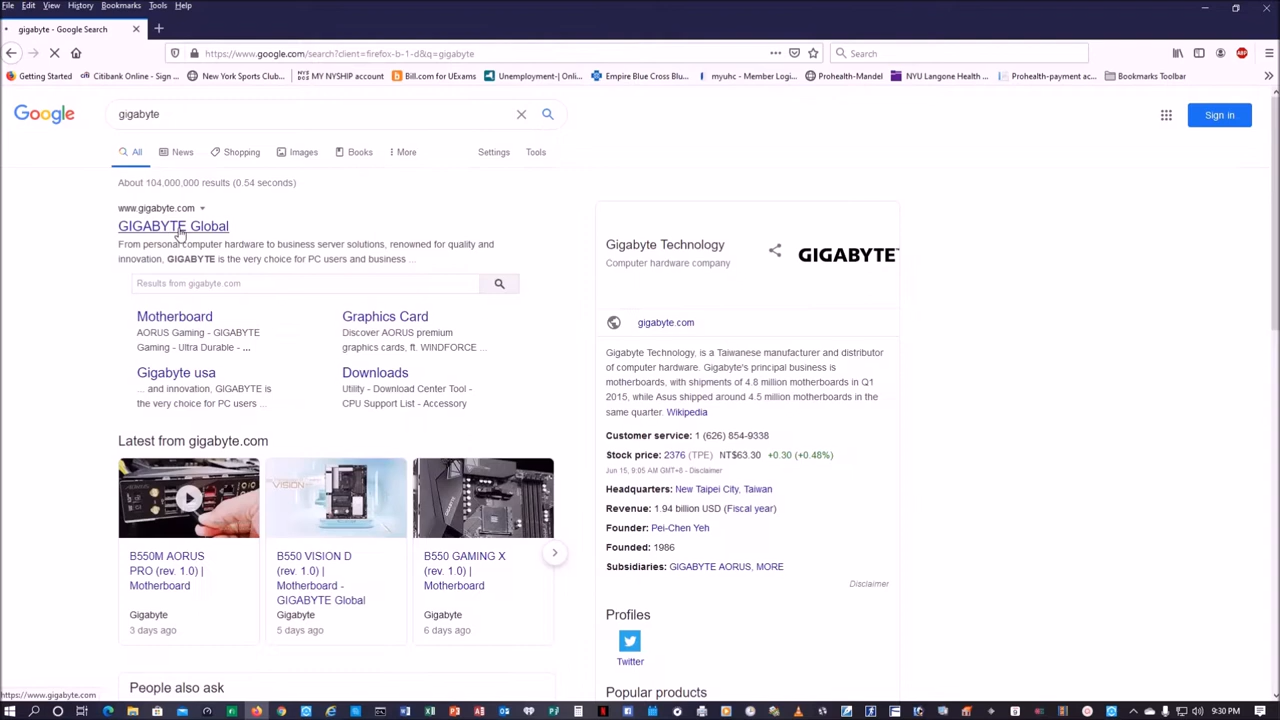 File Edit View History Bookmarks Tools Help
gigabyte - Google Search
https://www.google.com/search?client=firefox-b-1-d&q=gigabyte
Search
Getting Started Citibank Online - Sign ... New York Sports Club... MY NYSHIP account Bill.com for UExams Unemployment-| Onli... Empire Blue Cross Blu... myuhc - Member Logi... Prohealth-Mandel NYU Langone Health ... Prohealth-payment ac... Bookmarks Toolbar
Google
gigabyte
Sign in
All News Shopping Images Books More Settings Tools
About 104,000,000 results (0.54 seconds)
www.gigabyte.com
GIGABYTE Global
From personal computer hardware to business server solutions, renowned for quality and
innovation, GIGABYTE is the very choice for PC users and business ...
Results from gigabyte.com
Motherboard
AORUS Gaming - GIGABYTE
Gaming - Ultra Durable - ...
Graphics Card
Discover AORUS premium
graphics cards, ft. WINDFORCE ...
Gigabyte usa
... and innovation, GIGABYTE is
the very choice for PC users ...
Downloads
Utility - Download Center Tool -
CPU Support List - Accessory
Latest from gigabyte.com
VISION
B550M AORUS
PRO (rev. 1.0) |
Motherboard
Gigabyte
3 days ago
B550 VISION D
(rev. 1.0) |
Motherboard -
GIGABYTE Global
Gigabyte
5 days ago
B550 GAMING X
(rev. 1.0) |
Motherboard
Gigabyte
6 days ago
People also ask
Gigabyte Technology
Computer hardware company
GIGABYTE™
gigabyte.com
Gigabyte Technology, is a Taiwanese manufacturer and distributor
of computer hardware. Gigabyte's principal business is
motherboards, with shipments of 4.8 million motherboards in Q1
2015, while Asus shipped around 4.5 million motherboards in the
same quarter. Wikipedia
Customer service: 1 (626) 854-9338
Stock price: 2376 (TPE) NT$63.30 +0.30 (+0.48%)
Jun 15, 9:05 AM GMT+8 - Disclaimer
Headquarters: New Taipei City, Taiwan
Revenue: 1.94 billion USD (Fiscal year)
Founder: Pei-Chen Yeh
Founded: 1986
Subsidiaries: GIGABYTE AORUS, MORE
Disclaimer
Profiles
Twitter
Popular products
https://www.gigabyte.com
9:30 PM